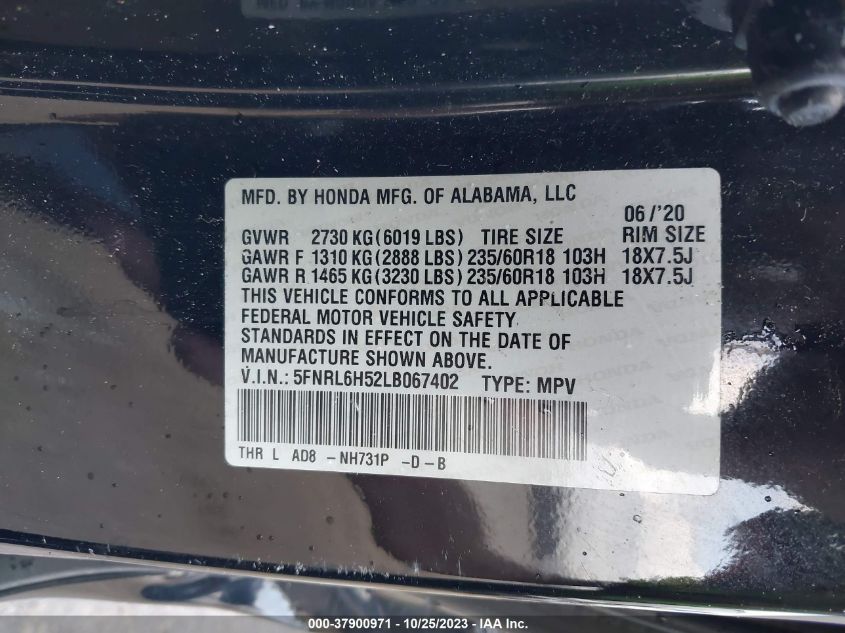 MFD. BY HONDA MFG. OF ALABAMA, LLC
06/'20
GVWR 2730 KG(6019 LBS) TIRE SIZE RIM SIZE
GAWR F 1310 KG(2888 LBS) 235/60R18 103H 18X7.5J
GAWR R 1465 KG(3230 LBS) 235/60R18 103H 18X7.5J
THIS VEHICLE CONFORMS TO ALL APPLICABLE
FEDERAL MOTOR VEHICLE SAFETY
STANDARDS IN EFFECT ON THE DATE OF
MANUFACTURE SHOWN ABOVE.
V.I.N.: 5FNRL6H52LB067402 TYPE: MPV
THR L AD8 -NH731P -D-B
000-37900971 - 10/25/2023 - IAA Inc.